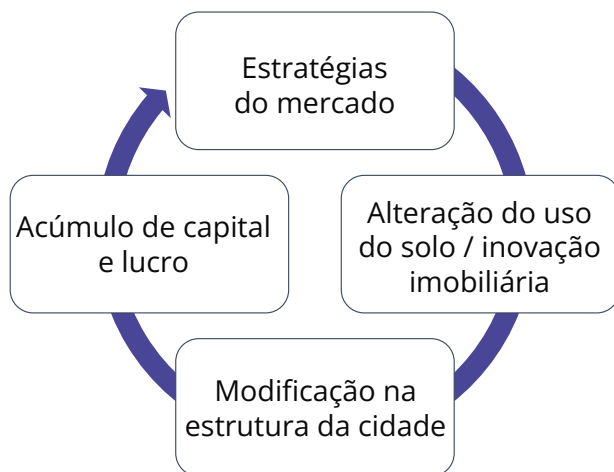 Estratégias
do mercado
Alteração do uso
do solo / inovação
imobiliária
Modificação na
estrutura da cidade
Acúmulo de capital
e lucro